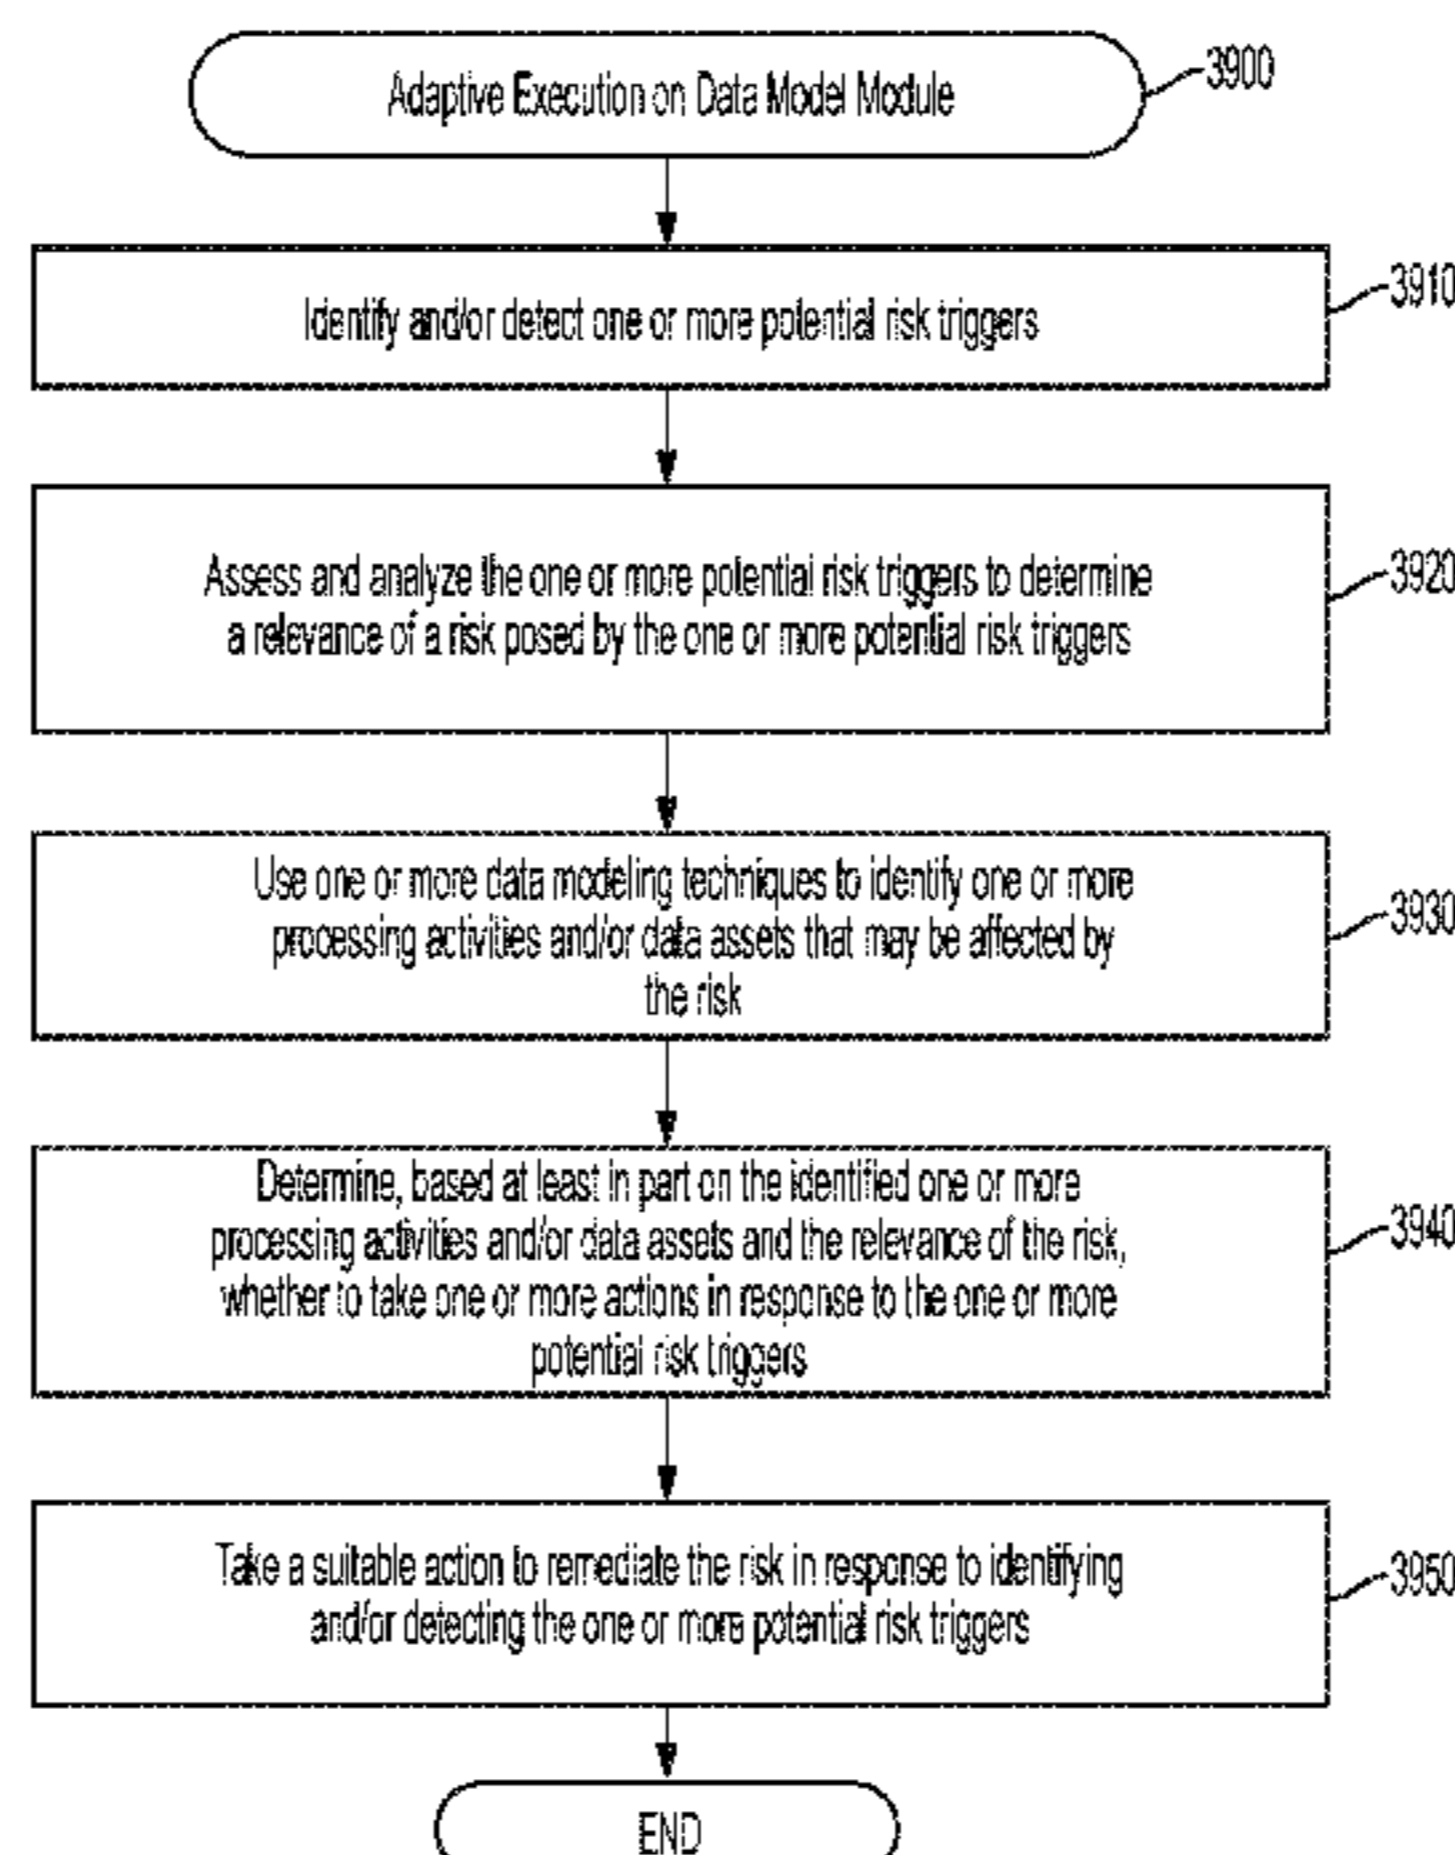 Adaptive Execution on Data Model Module
3900
Identify and/or detect one or more potential risk triggers
3910
Assess and analyze the one or more potential risk triggers to determine
a relevance of a risk posed by the one or more potential risk triggers
3920
Use one or more data modeling techniques to identify one or more
processing activities and/or data assets that may be affected by
the risk
3930
Determine, based at least in part on the identified one or more
processing activities and/or data assets and the relevance of the risk,
whether to take one or more actions in response to the one or more
potential risk triggers
3940
Take a suitable action to remediate the risk in response to identifying
and/or detecting the one or more potential risk triggers
3950
END